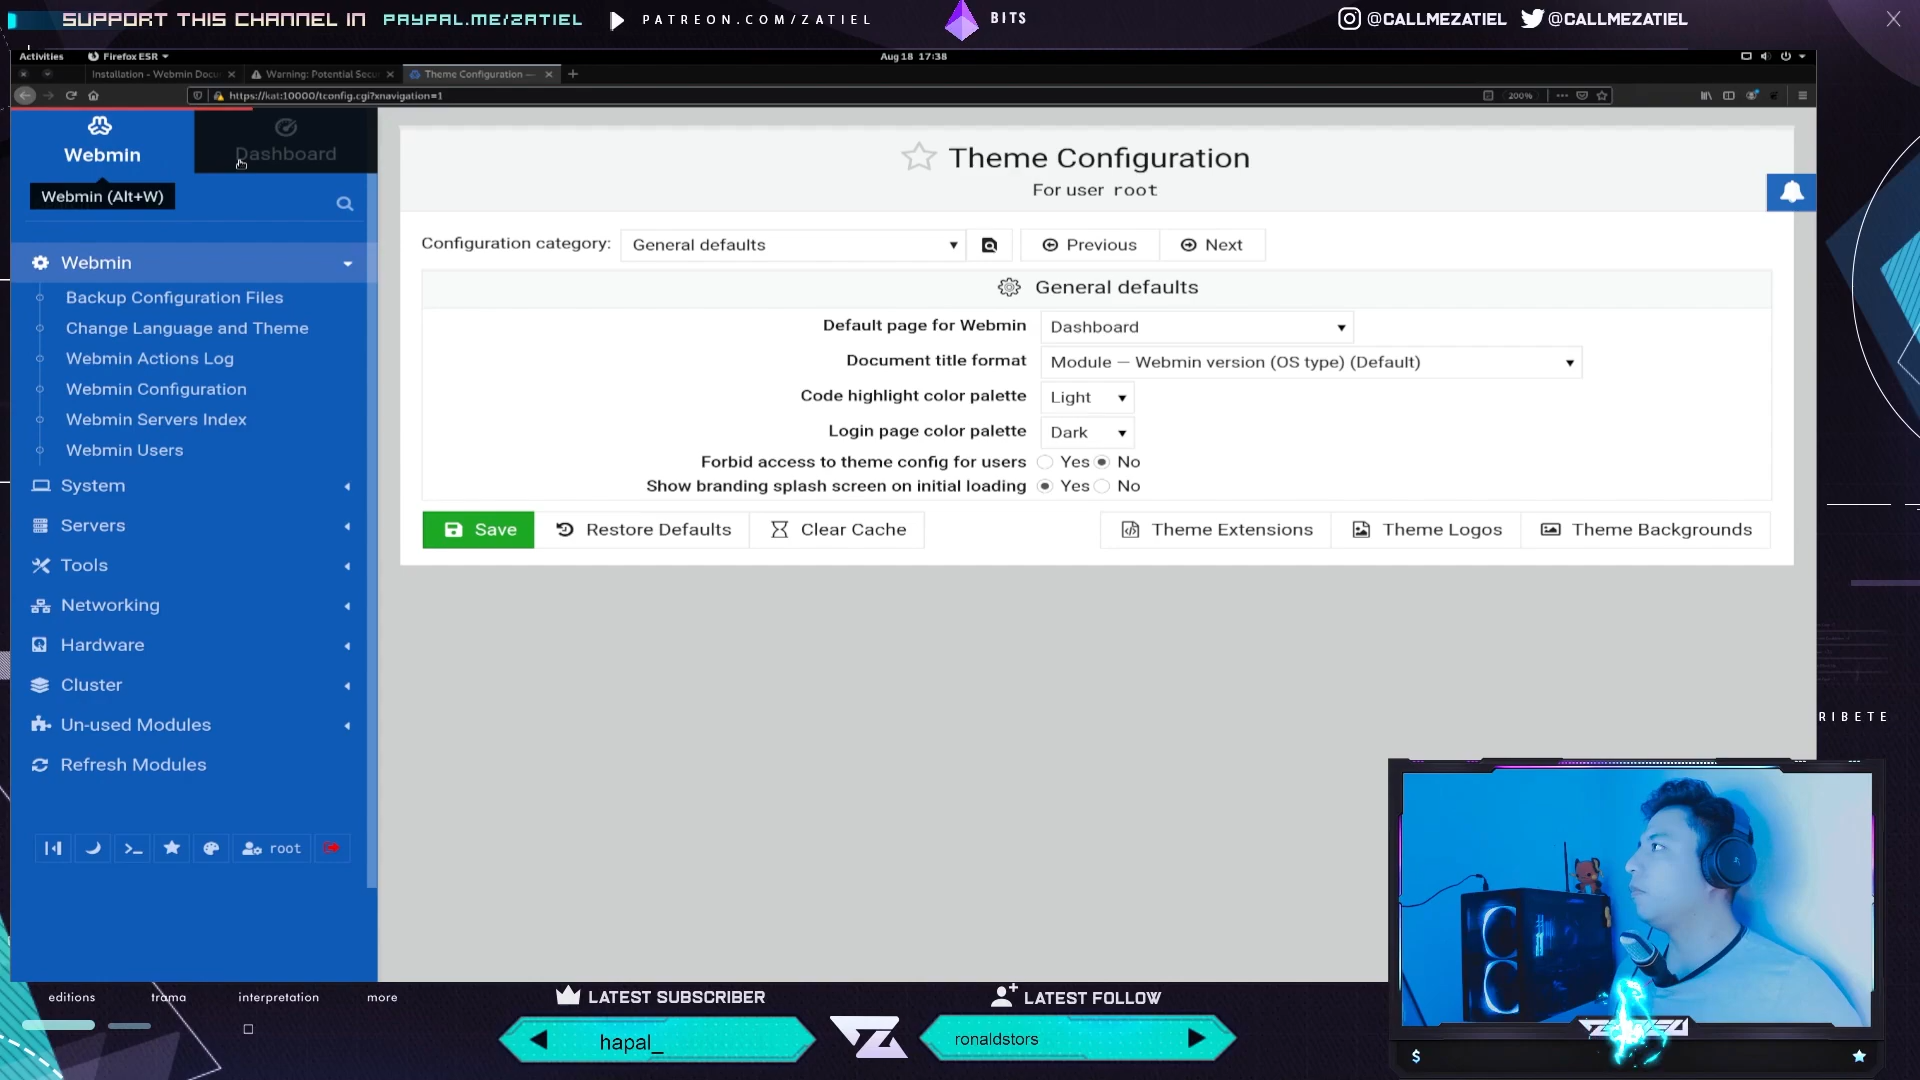 SUPPORT THIS CHANNEL IN PAYPAL.ME/ZATIEL PATREON.COM/ZATIEL BITS @CALLMEZATIEL @CALLMEZATIEL
Activities Firefox ESR Aug 18 17:38
Installation - Webmin Docu Warning: Potential Secu Theme Configuration —
https://kat:10000/tconfig.cgi?xnavigation=1 200%
Webmin Dashboard
Webmin (Alt+W)
Webmin
Backup Configuration Files
Change Language and Theme
Webmin Actions Log
Webmin Configuration
Webmin Servers Index
Webmin Users
System
Servers
Tools
Networking
Hardware
Cluster
Un-used Modules
Refresh Modules
root
Theme Configuration
For user root
Configuration category: General defaults Previous Next
General defaults
Default page for Webmin Dashboard
Document title format Module — Webmin version (OS type) (Default)
Code highlight color palette Light
Login page color palette Dark
Forbid access to theme config for users Yes No
Show branding splash screen on initial loading Yes No
Save Restore Defaults Clear Cache Theme Extensions Theme Logos Theme Backgrounds
RIBETE
editions trama interpretation more
LATEST SUBSCRIBER
hapal_
LATEST FOLLOW
ronaldstors
$